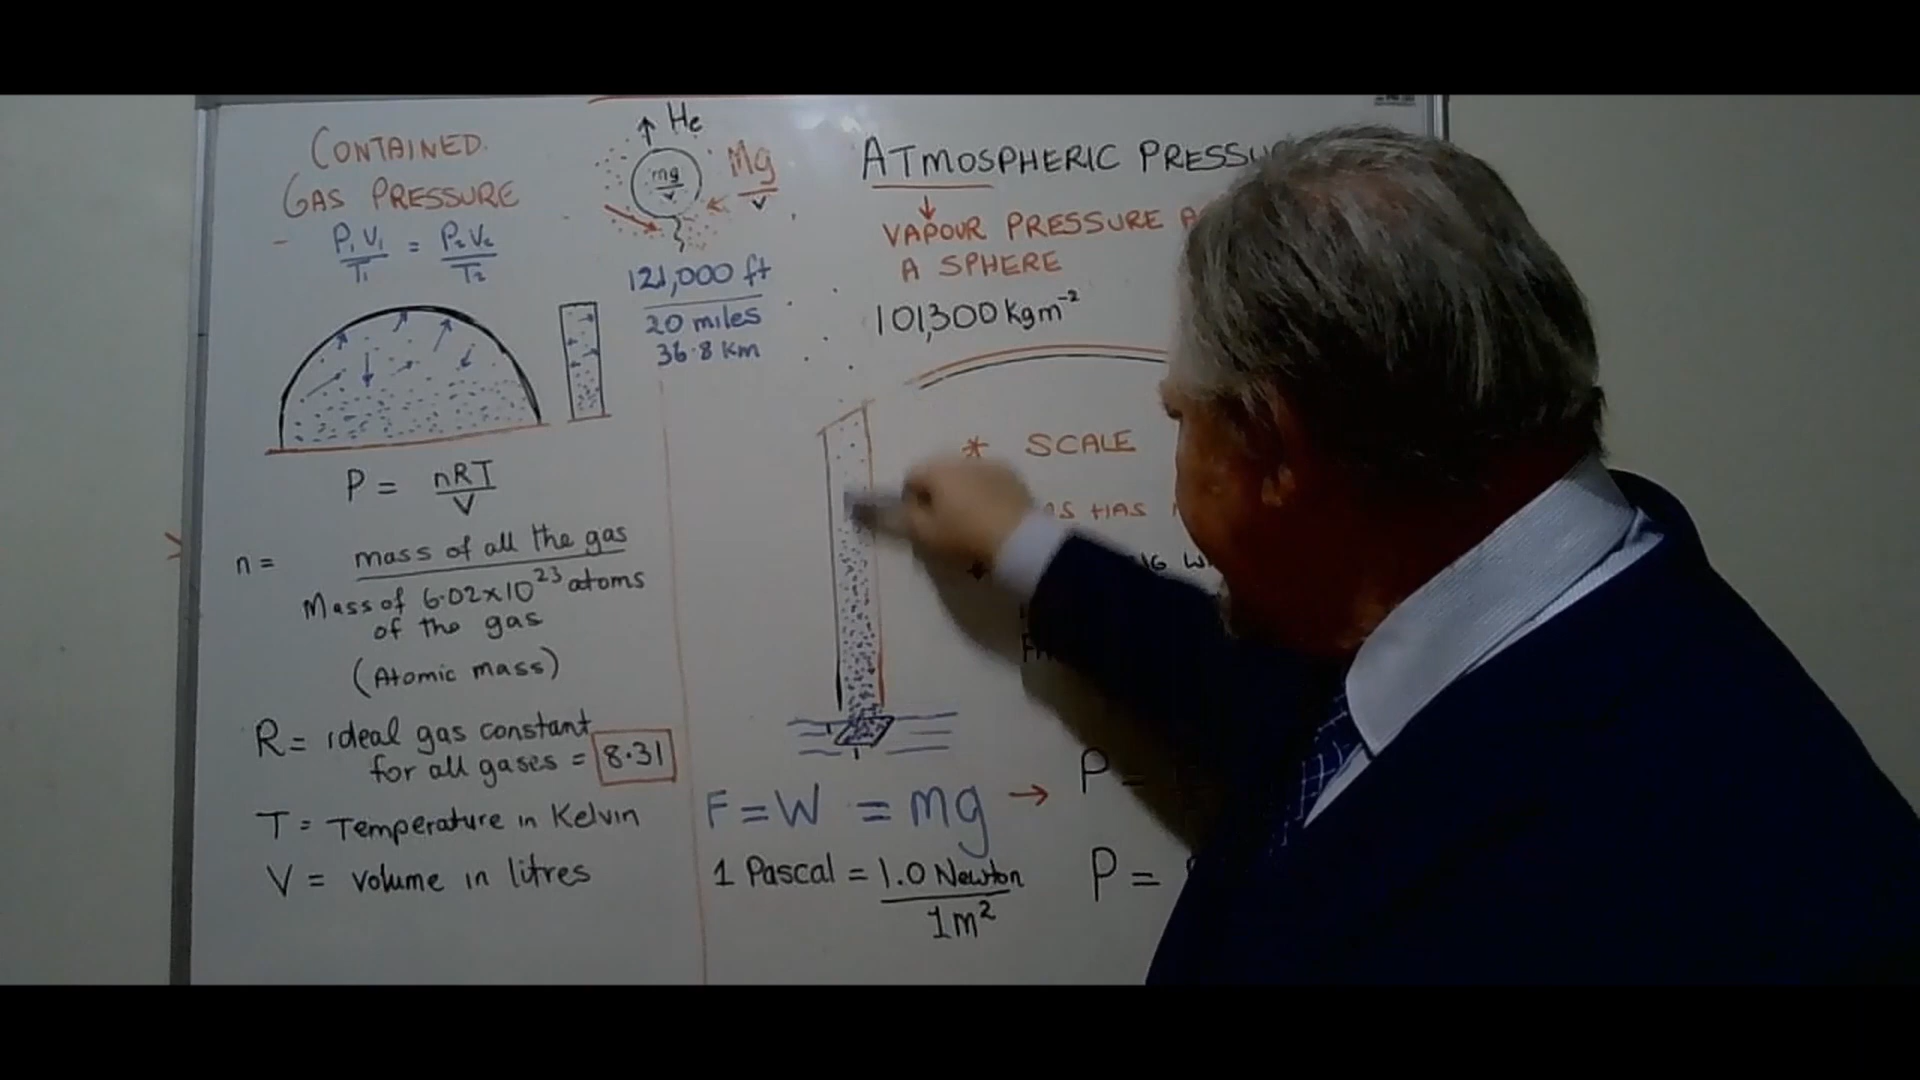 CONTAINED
GAS PRESSURE
P₁V₁ = P₂V₂
T₁ T₂
P = nRT
V
n = mass of all the gas
Mass of 6.02x10²³ atoms
of the gas
(Atomic mass)
R = ideal gas constant
for all gases = 8.31
T = Temperature in Kelvin
V = volume in litres
He
mg
v
Mg
v
121,000 ft
20 miles
36.8 km
ATMOSPHERIC PRESSU
VAPOUR PRESSURE
A SPHERE
101,300 Kgm⁻²
* SCALE
AS HAS
F = W = mg → P =
1 Pascal = 1.0 Newton
1m²
P =